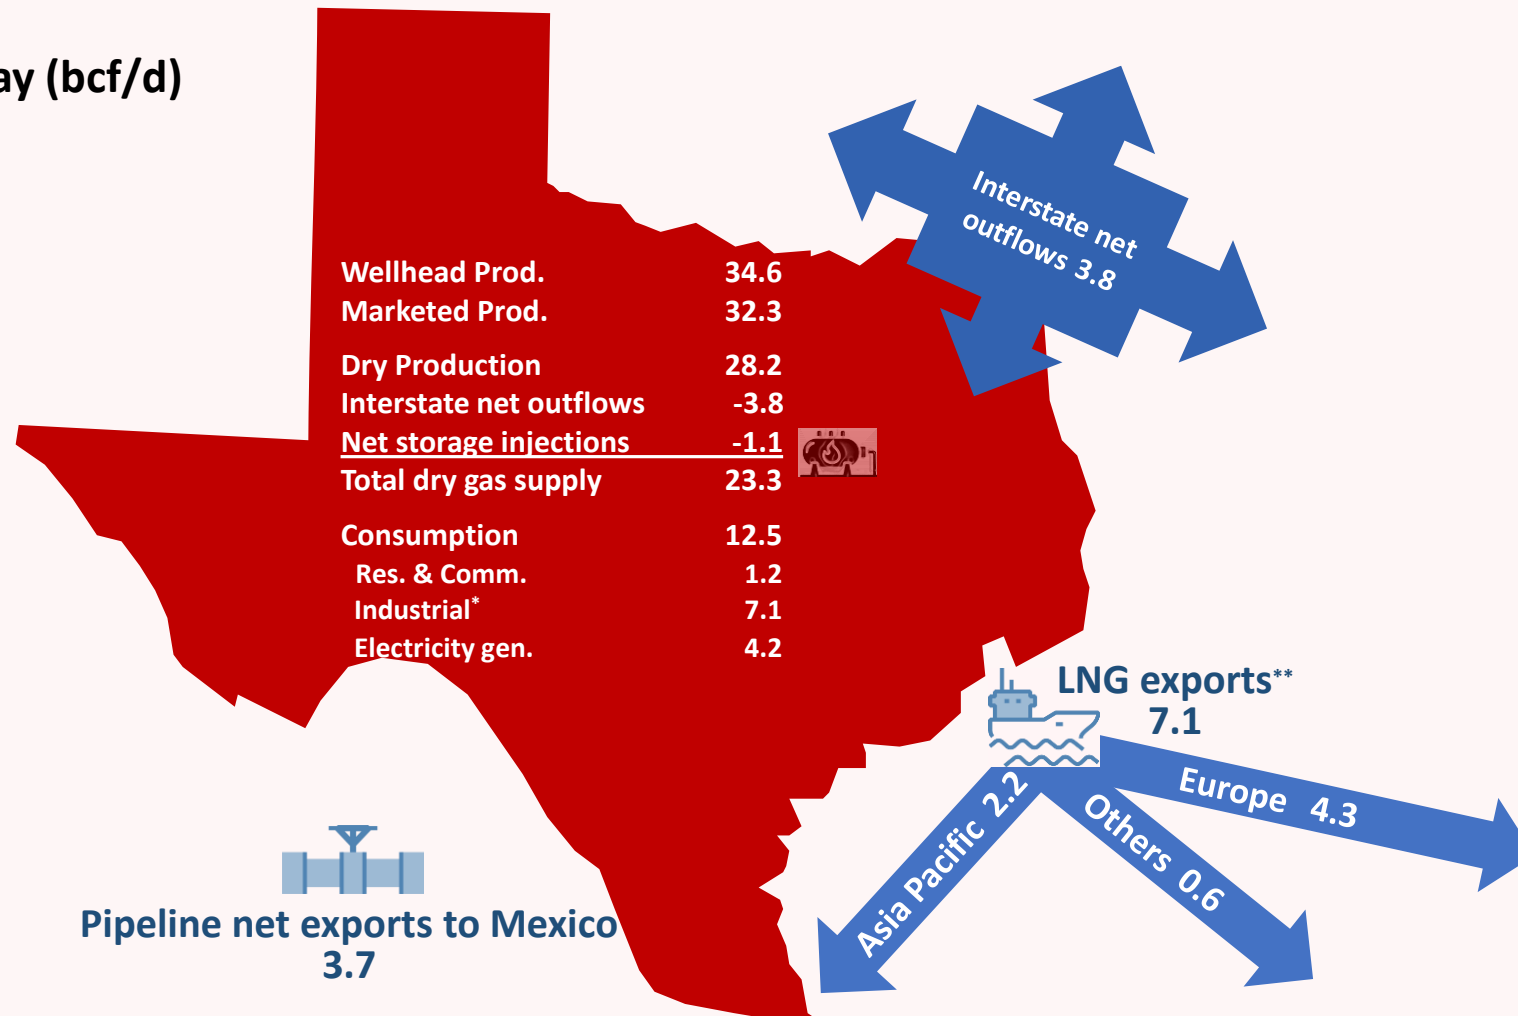 (bcf/d)
Interstate net
outflows 3.8
Wellhead Prod. 34.6
Marketed Prod. 32.3
Dry Production 28.2
Interstate net outflows -3.8
Net storage injections -1.1
Total dry gas supply 23.3
Consumption 12.5
Res. & Comm. 1.2
Industrial* 7.1
Electricity gen. 4.2
LNG exports**
7.1
Europe 4.3
Others 0.6
Asia Pacific 2.2
Pipeline net exports to Mexico
3.7